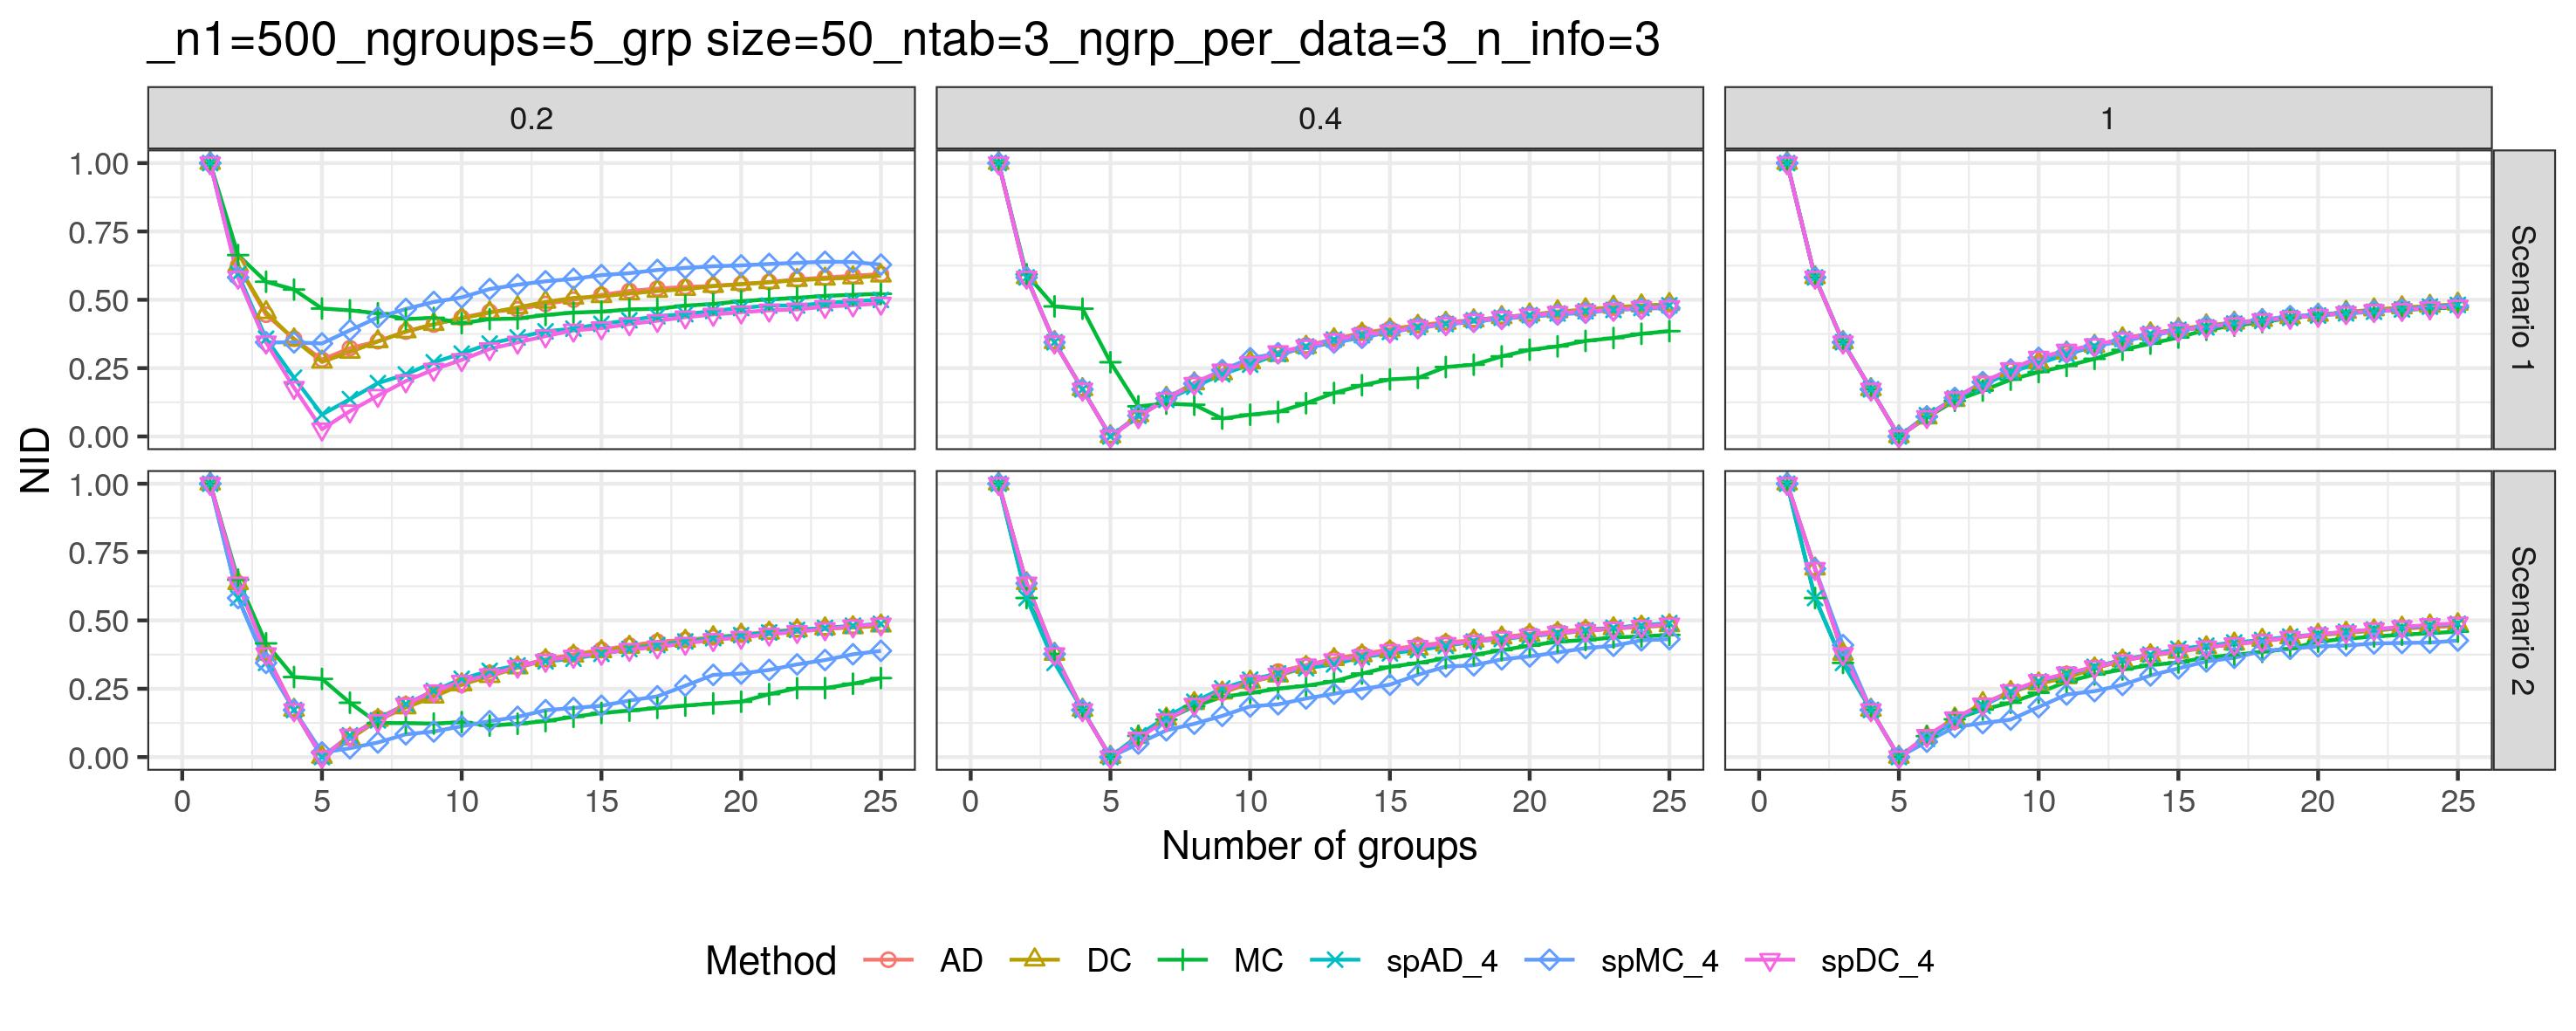 _n1=500_ngroups=5_grp size=50_ntab=3_ngrp_per_data=3_n_info=3
0.2 0.4 1
1.00
0.75
0.50
0.25
0.00
Scenario 1
NID
1.00
0.75
0.50
0.25
0.00
Scenario 2
0 5 10 15 20 25 0 5 10 15 20 25 0 5 10 15 20 25
Number of groups
Method AD DC MC spAD_4 spMC_4 spDC_4